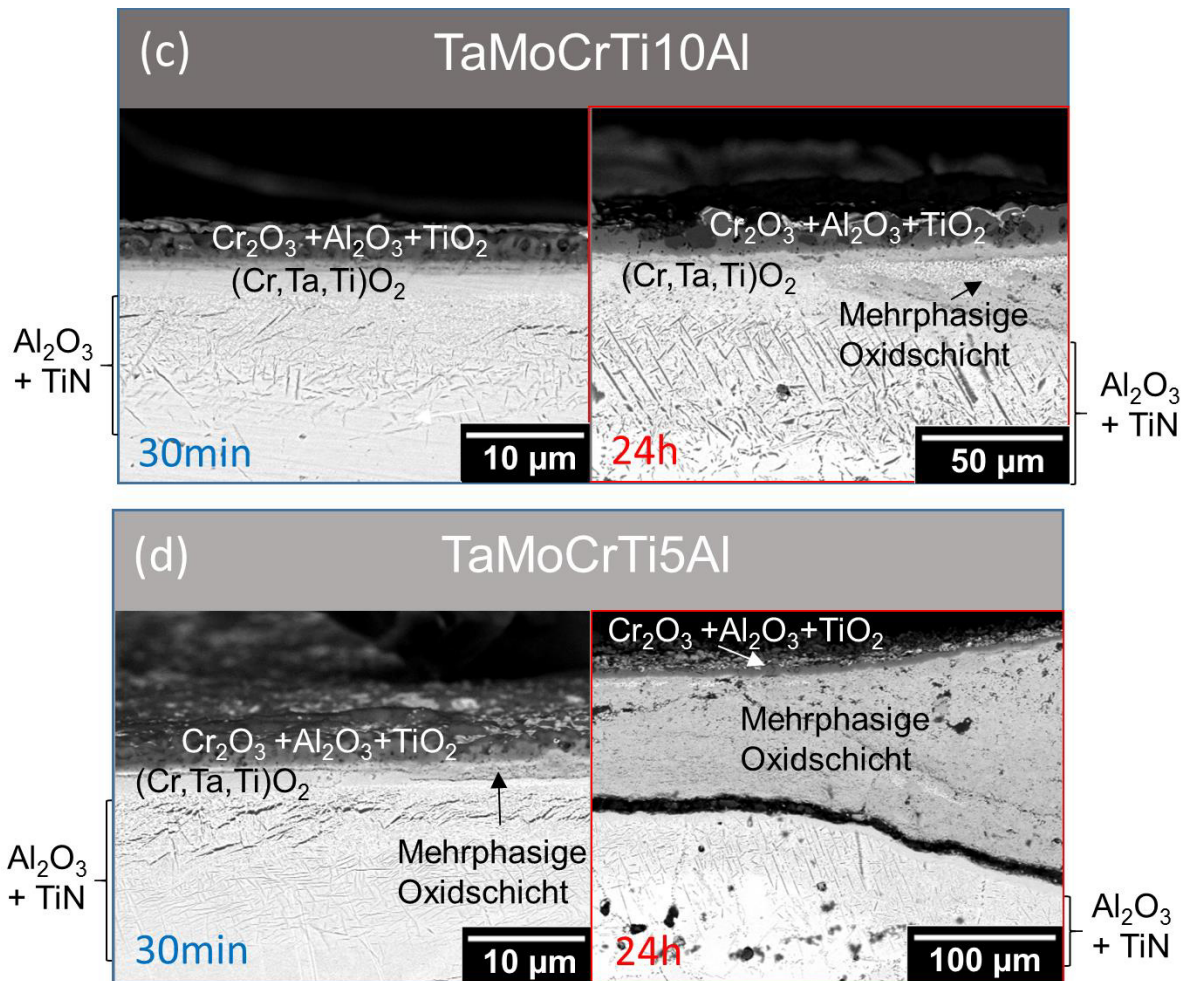 (c) TaMoCrTi10Al
Cr₂O₃ +Al₂O₃+TiO₂
(Cr,Ta,Ti)O₂
Al₂O₃
+ TiN
30min
10 µm
Cr₂O₃ +Al₂O₃+TiO₂
(Cr,Ta,Ti)O₂
Mehrphasige
Oxidschicht
Al₂O₃
+ TiN
24h
50 µm
(d) TaMoCrTi5Al
Cr₂O₃ +Al₂O₃+TiO₂
(Cr,Ta,Ti)O₂
Al₂O₃
+ TiN
Mehrphasige
Oxidschicht
30min
10 µm
Cr₂O₃ +Al₂O₃+TiO₂
Mehrphasige
Oxidschicht
Al₂O₃
+ TiN
24h
100 µm